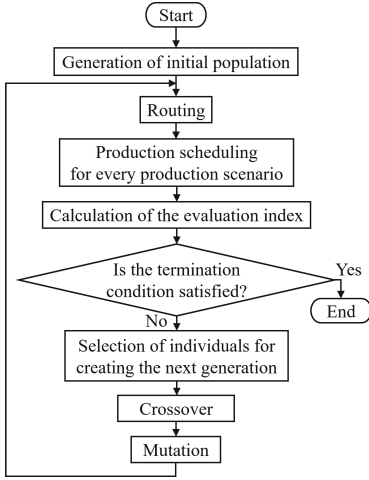 Start
Generation of initial population
Routing
Production scheduling
for every production scenario
Calculation of the evaluation index
Is the termination
condition satisfied?
Yes
End
No
Selection of individuals for
creating the next generation
Crossover
Mutation